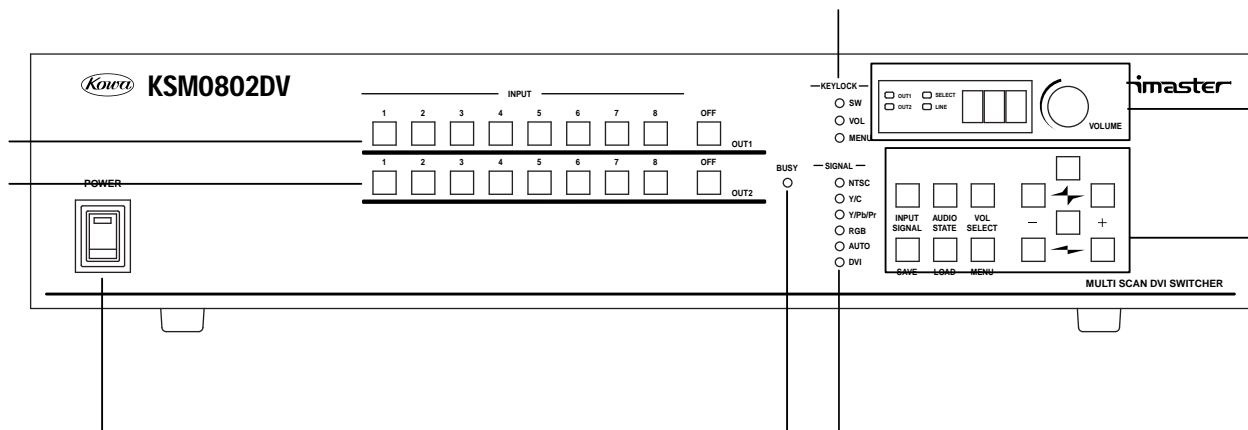 Kowa KSM0802DV
INPUT
1 2 3 4 5 6 7 8 OFF
OUT1
1 2 3 4 5 6 7 8 OFF
OUT2
POWER
BUSY
KEYLOCK
SW
VOL
MENU
SIGNAL
NTSC
Y/C
Y/Pb/Pr
RGB
AUTO
DVI
OUT1 SELECT
OUT2 LINE
VOLUME
imaster
INPUT SIGNAL
AUDIO STATE
VOL SELECT
− +
SAVE LOAD MENU
MULTI SCAN DVI SWITCHER